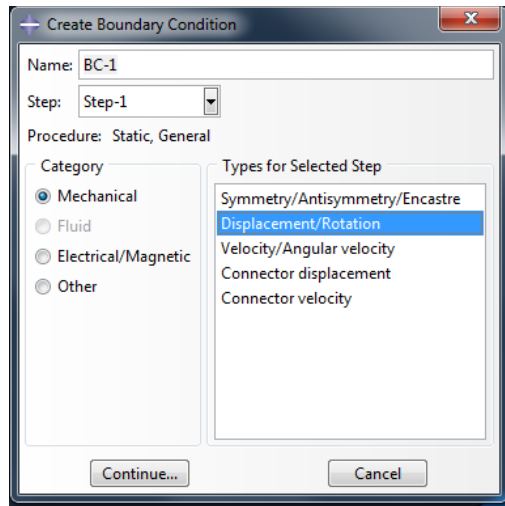 Create Boundary Condition
Name: BC-1
Step: Step-1
Procedure: Static, General
Category
Mechanical
Fluid
Electrical/Magnetic
Other
Types for Selected Step
Symmetry/Antisymmetry/Encastre
Displacement/Rotation
Velocity/Angular velocity
Connector displacement
Connector velocity
Continue...
Cancel